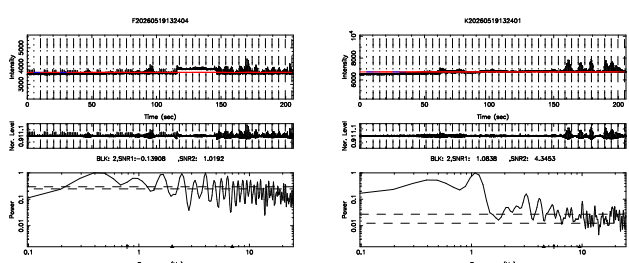 F20260519132404
K20260519132401
Intensity
3000 4000 5000
0 50 100 150 200
Time (sec)
Intensity
6000 8000 10⁴
0 50 100 150 200
Time (sec)
Nor. Level
0.911.1
Nor. Level
0.911.1
BLK: 2,SNR1:-0.13908 ,SNR2: 1.0192
BLK: 2,SNR1: 1.0838 ,SNR2: 4.3453
Power
0.01 0.1 1
0.1 1 10
Power
0.01 0.1 1
0.1 1 10